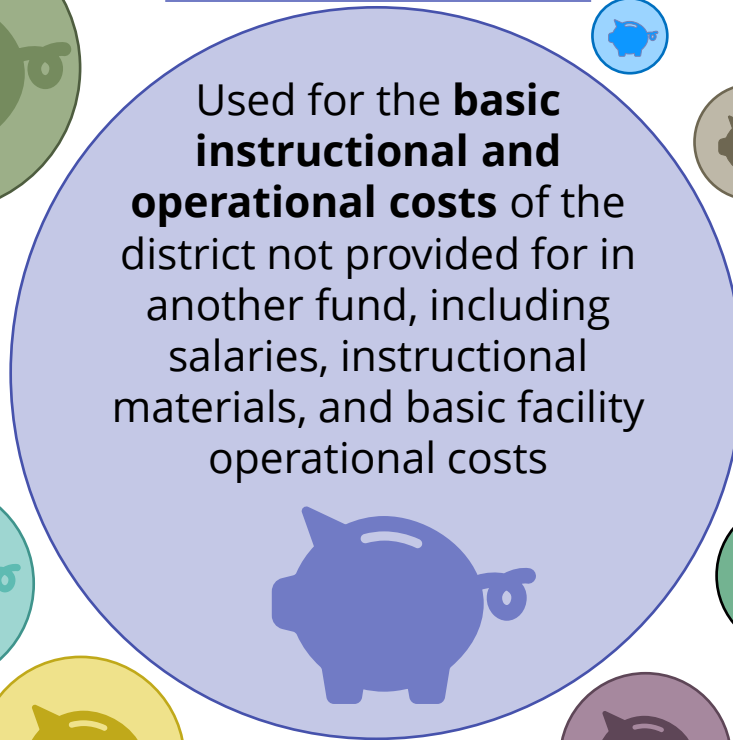 Used for the basic
instructional and
operational costs of the
district not provided for in
another fund, including
salaries, instructional
materials, and basic facility
operational costs